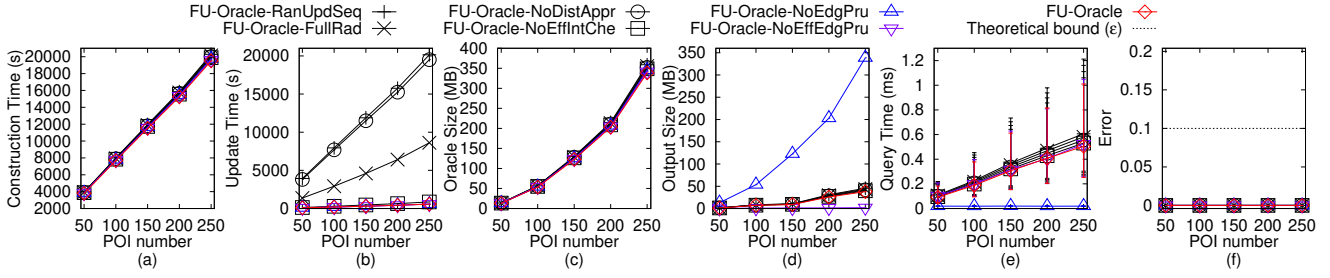 FU-Oracle-RanUpdSeq
FU-Oracle-FullRad
FU-Oracle-NoDistAppr
FU-Oracle-NoEffIntChe
FU-Oracle-NoEdgPru
FU-Oracle-NoEffEdgPru
FU-Oracle
Theoretical bound (ε)
Construction Time (s)
20000
18000
16000
14000
12000
10000
8000
6000
4000
2000
50 100 150 200 250
POI number
(a)
Update Time (s)
20000
15000
10000
5000
0
50 100 150 200 250
POI number
(b)
Oracle Size (MB)
400
350
300
250
200
150
100
50
0
50 100 150 200 250
POI number
(c)
Output Size (MB)
350
300
250
200
150
100
50
0
50 100 150 200 250
POI number
(d)
Query Time (ms)
1.2
1.0
0.8
0.6
0.4
0.2
0
50 100 150 200 250
POI number
(e)
Error
0.2
0.15
0.1
0.05
0
50 100 150 200 250
POI number
(f)